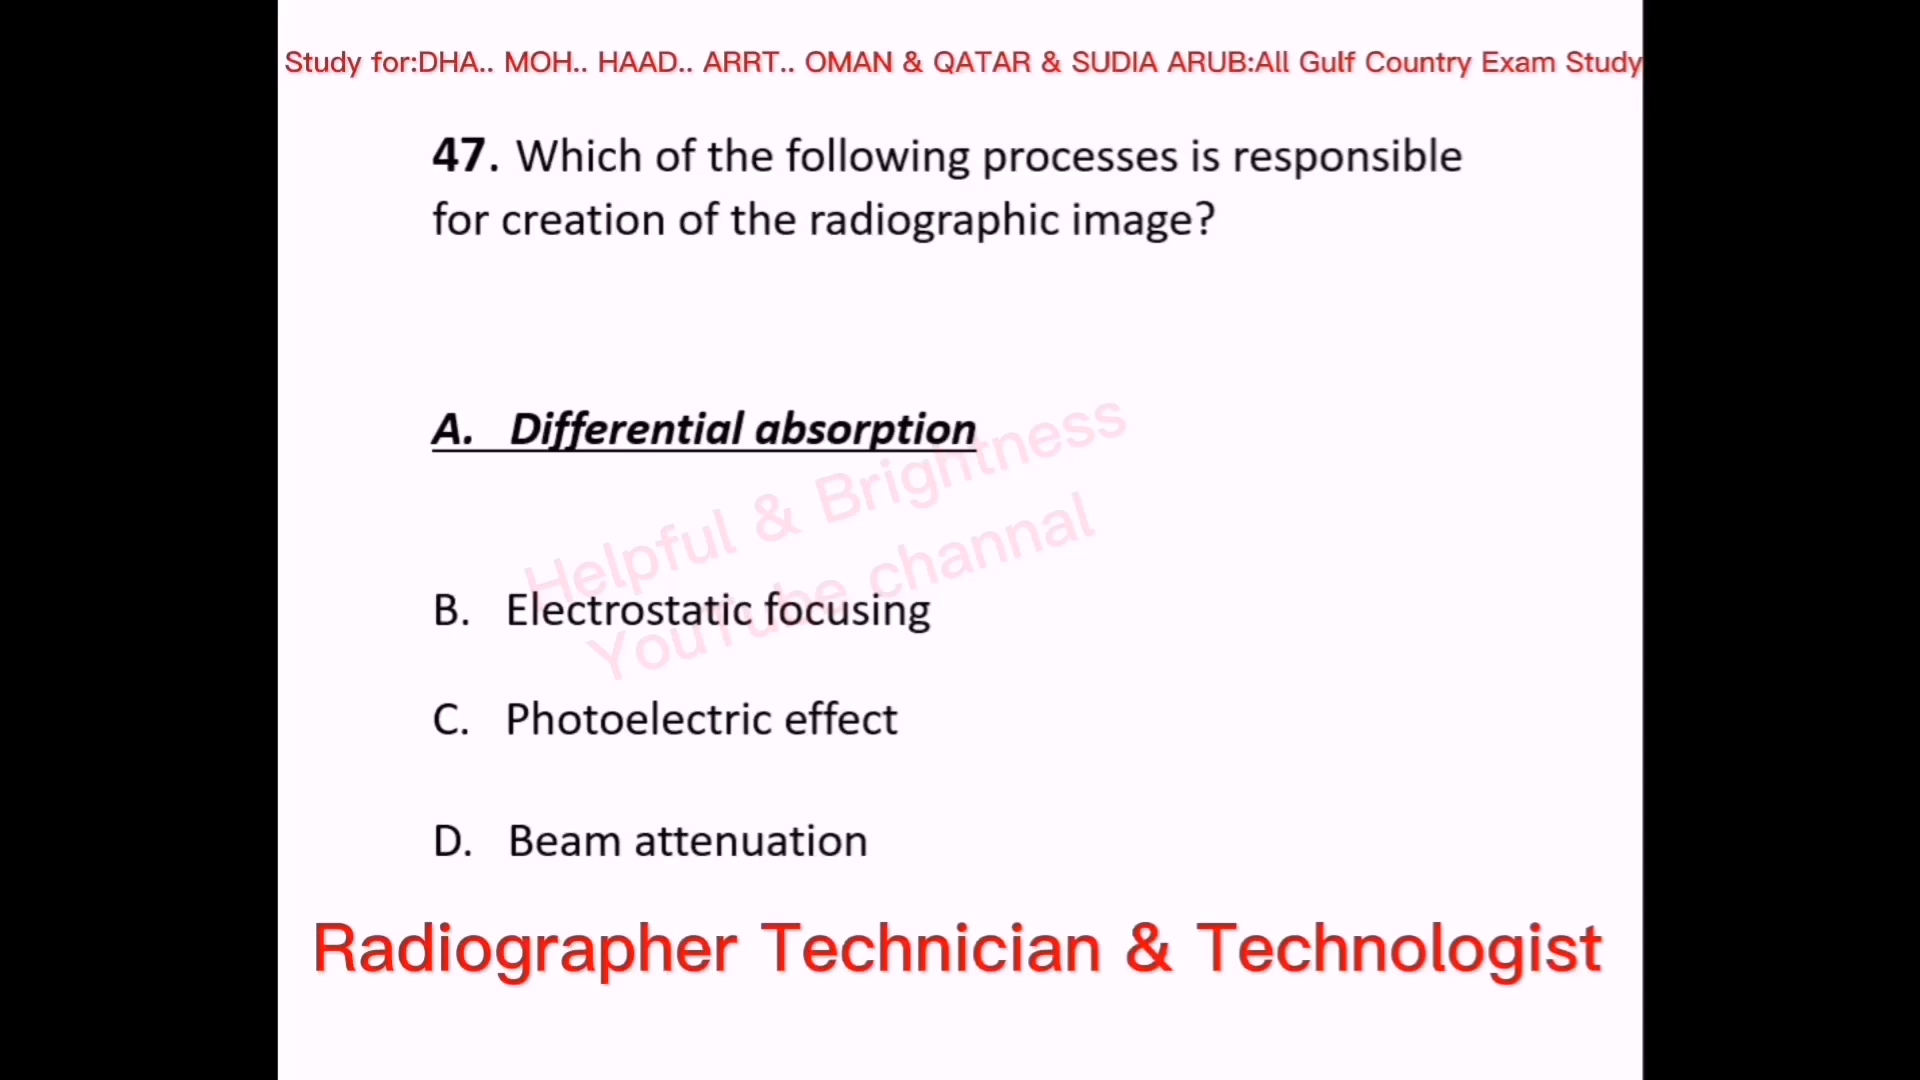 Study for:DHA.. MOH.. HAAD.. ARRT.. OMAN & QATAR & SUDIA ARUB:All Gulf Country Exam Study
47. Which of the following processes is responsible
for creation of the radiographic image?
A. Differential absorption
Helpful & Brightness
YouTube channal
B. Electrostatic focusing
C. Photoelectric effect
D. Beam attenuation
Radiographer Technician & Technologist